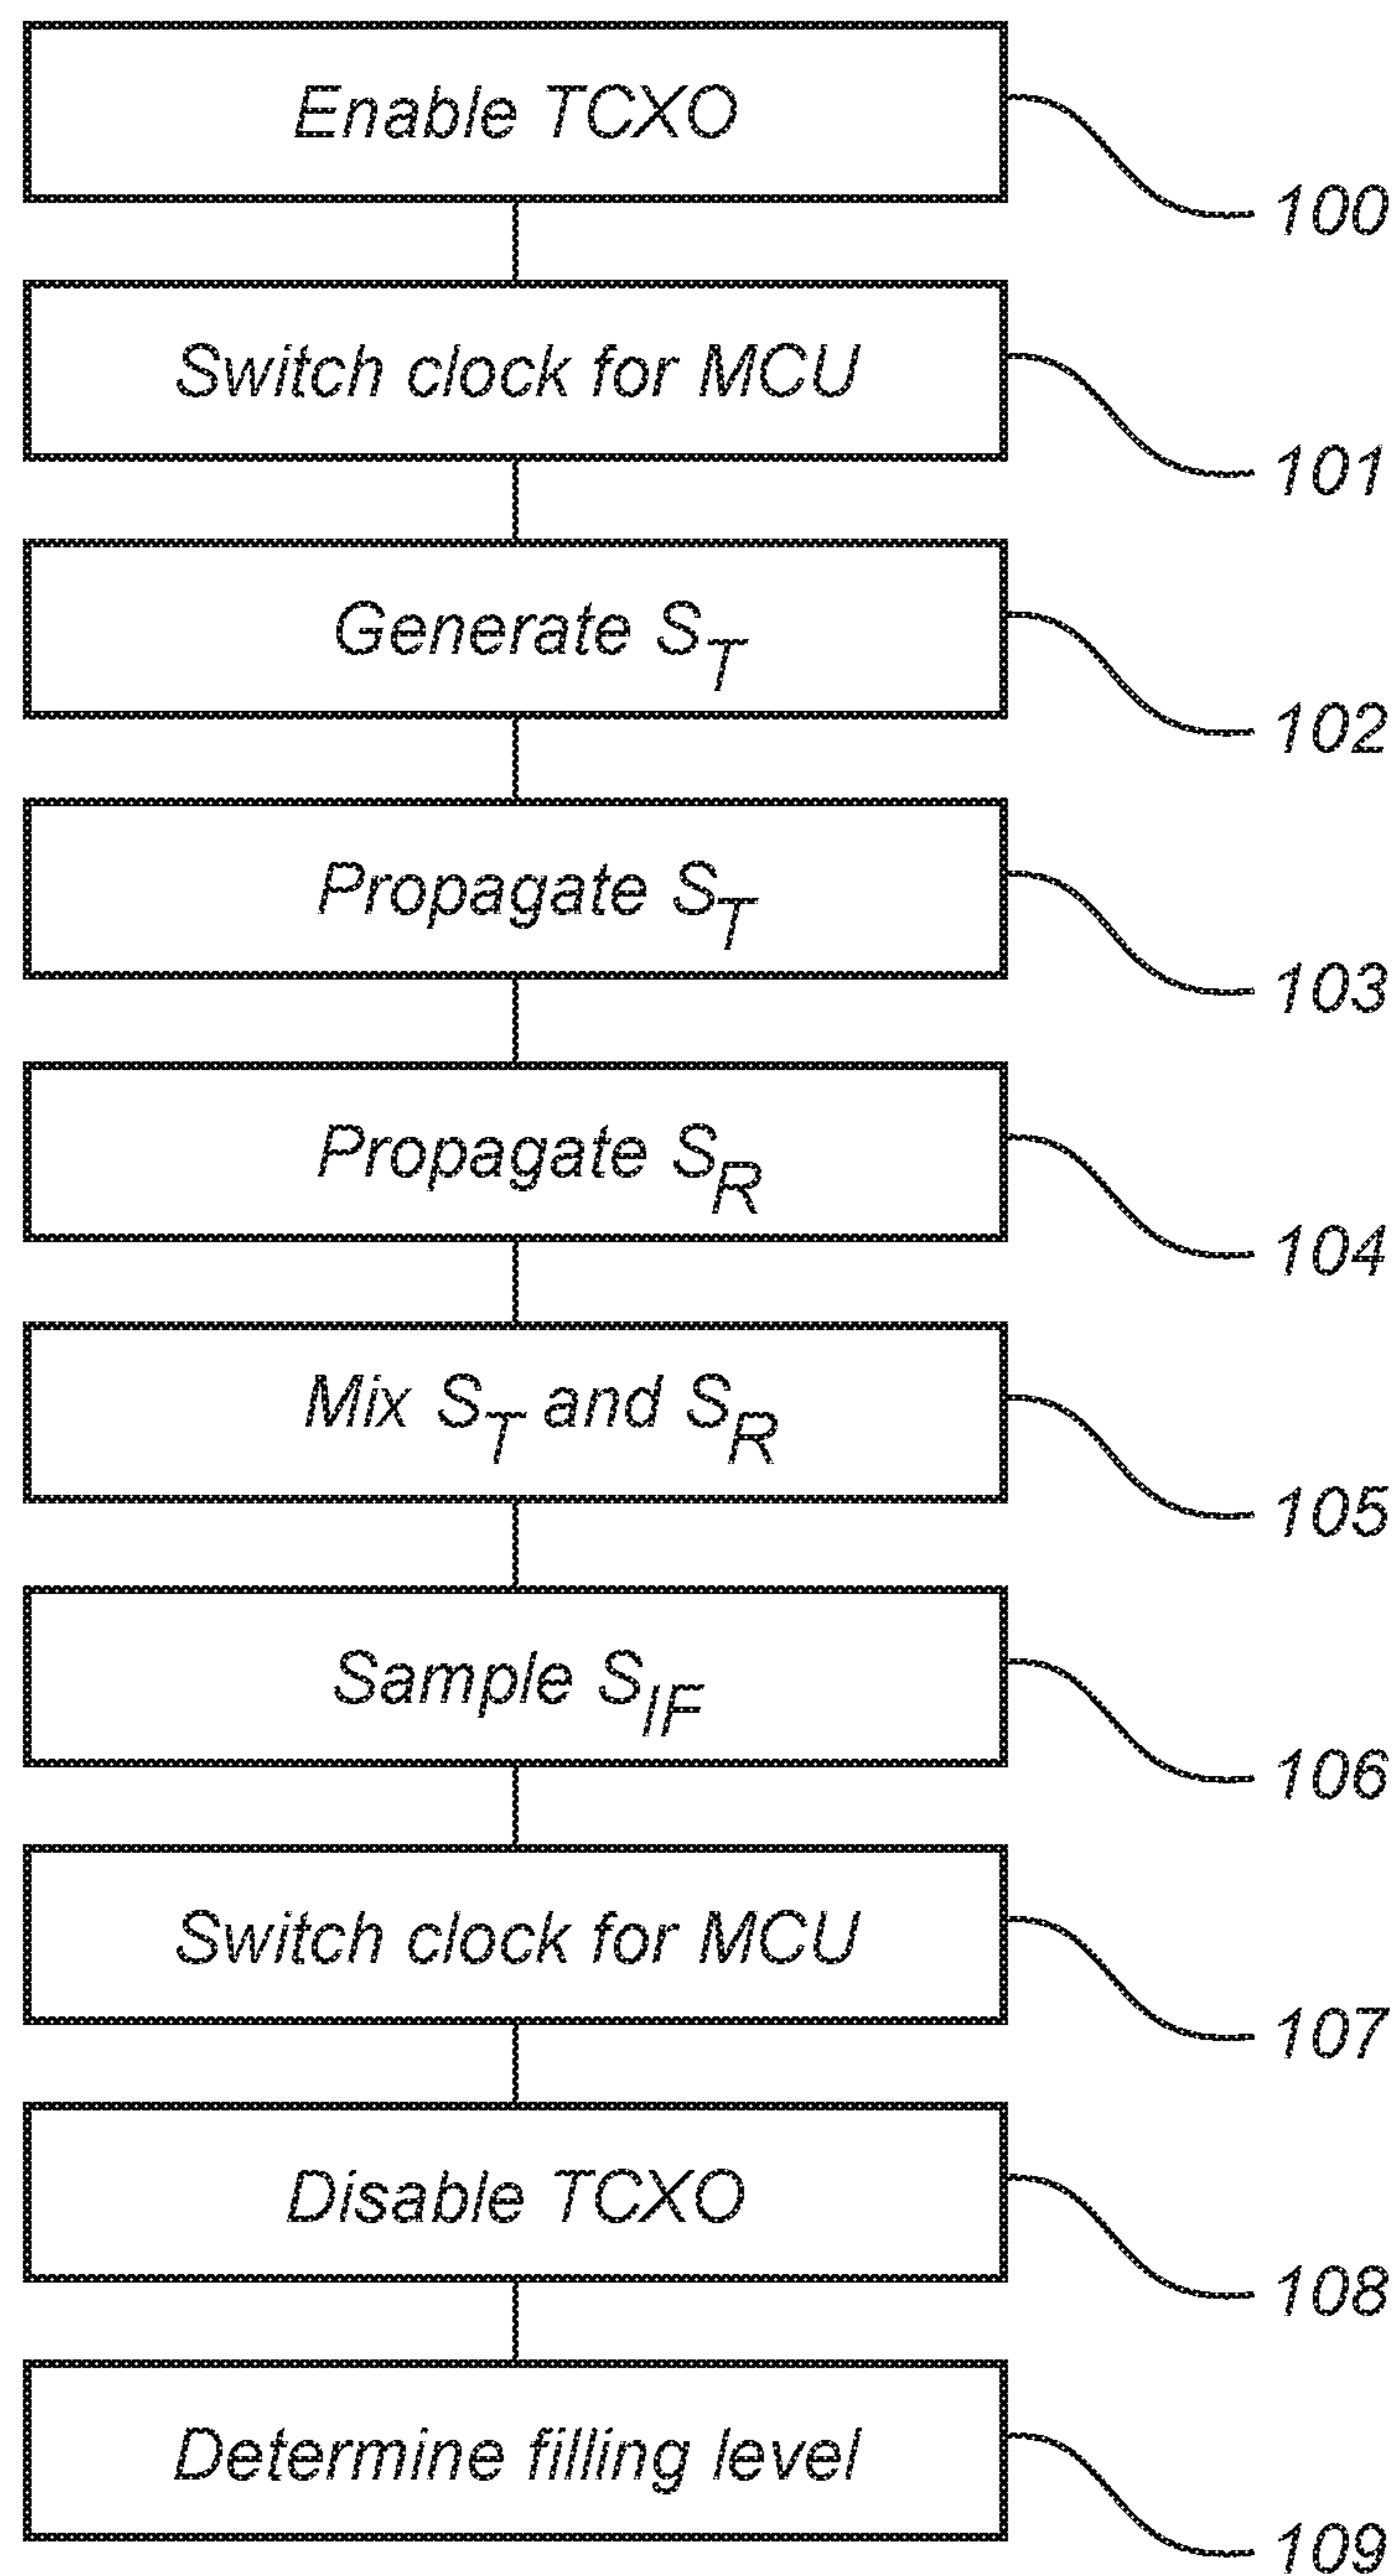 Enable TCXO
100
Switch clock for MCU
101
Generate S_T
102
Propagate S_T
103
Propagate S_R
104
Mix S_T and S_R
105
Sample S_IF
106
Switch clock for MCU
107
Disable TCXO
108
Determine filling level
109